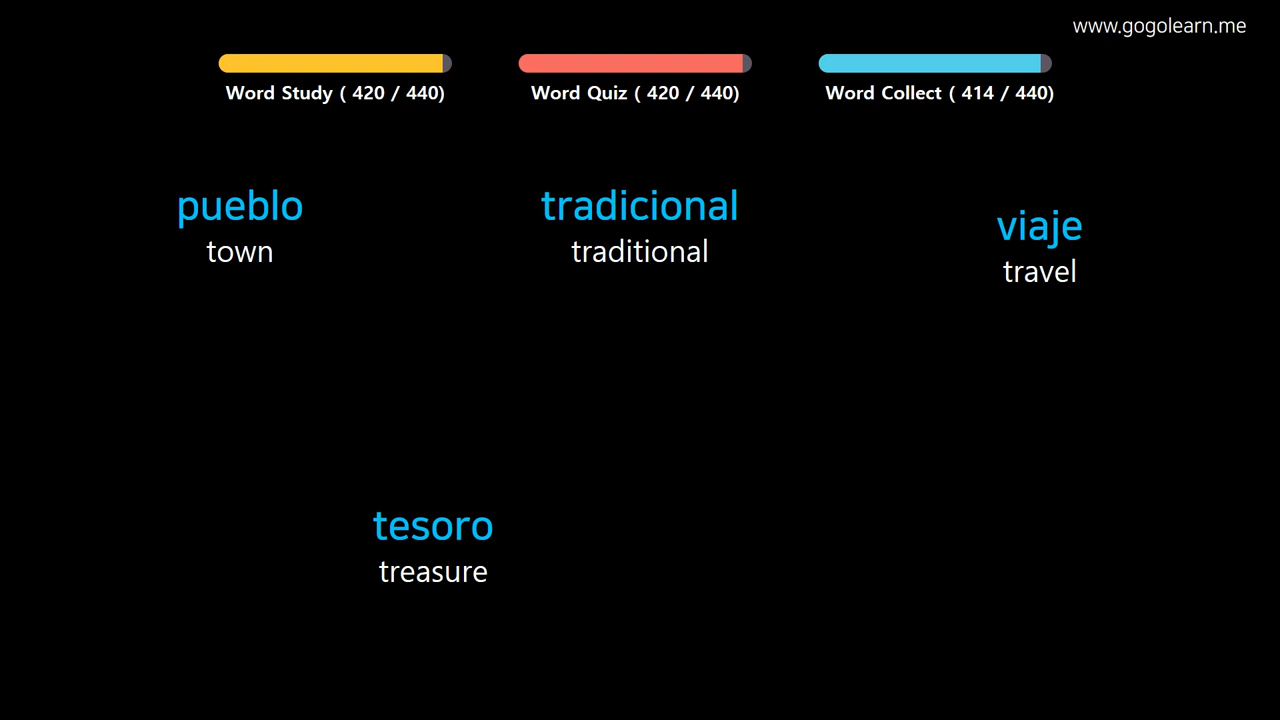 www.gogolearn.me
Word Study ( 420 / 440)
Word Quiz ( 420 / 440)
Word Collect ( 414 / 440)
pueblo
town
tradicional
traditional
viaje
travel
tesoro
treasure